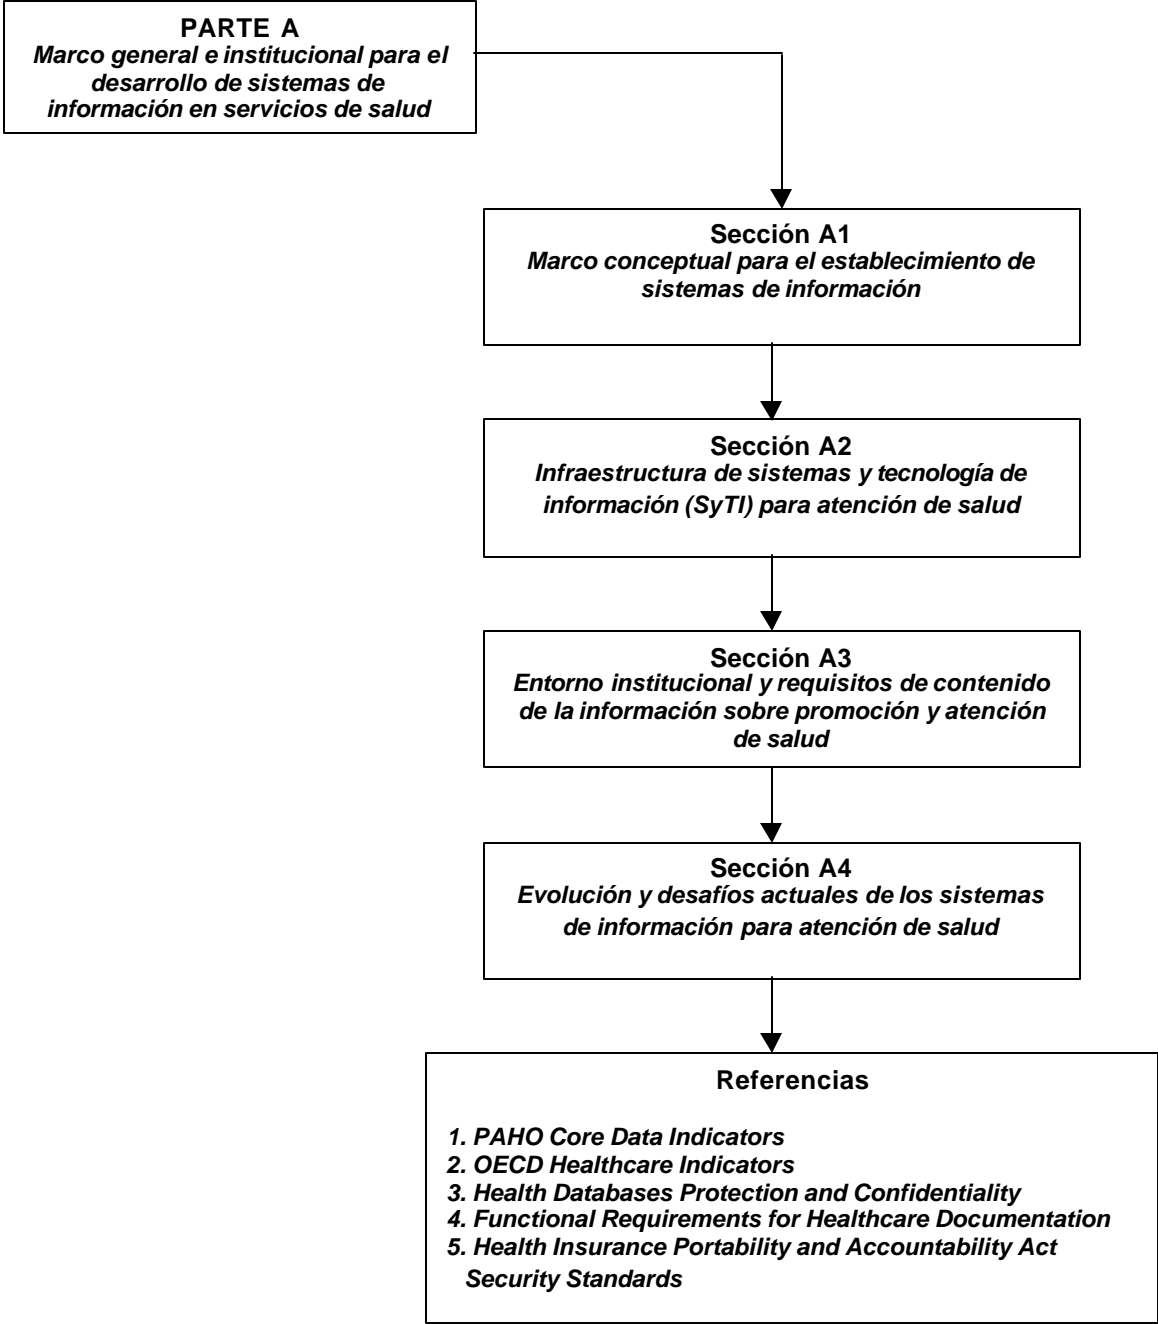 PARTE A
Marco general e institucional para el
desarrollo de sistemas de
información en servicios de salud
Sección A1
Marco conceptual para el establecimiento de
sistemas de información
Sección A2
Infraestructura de sistemas y tecnología de
información (SyTI) para atención de salud
Sección A3
Entorno institucional y requisitos de contenido
de la información sobre promoción y atención
de salud
Sección A4
Evolución y desafíos actuales de los sistemas
de información para atención de salud
Referencias
1. PAHO Core Data Indicators
2. OECD Healthcare Indicators
3. Health Databases Protection and Confidentiality
4. Functional Requirements for Healthcare Documentation
5. Health Insurance Portability and Accountability Act
Security Standards